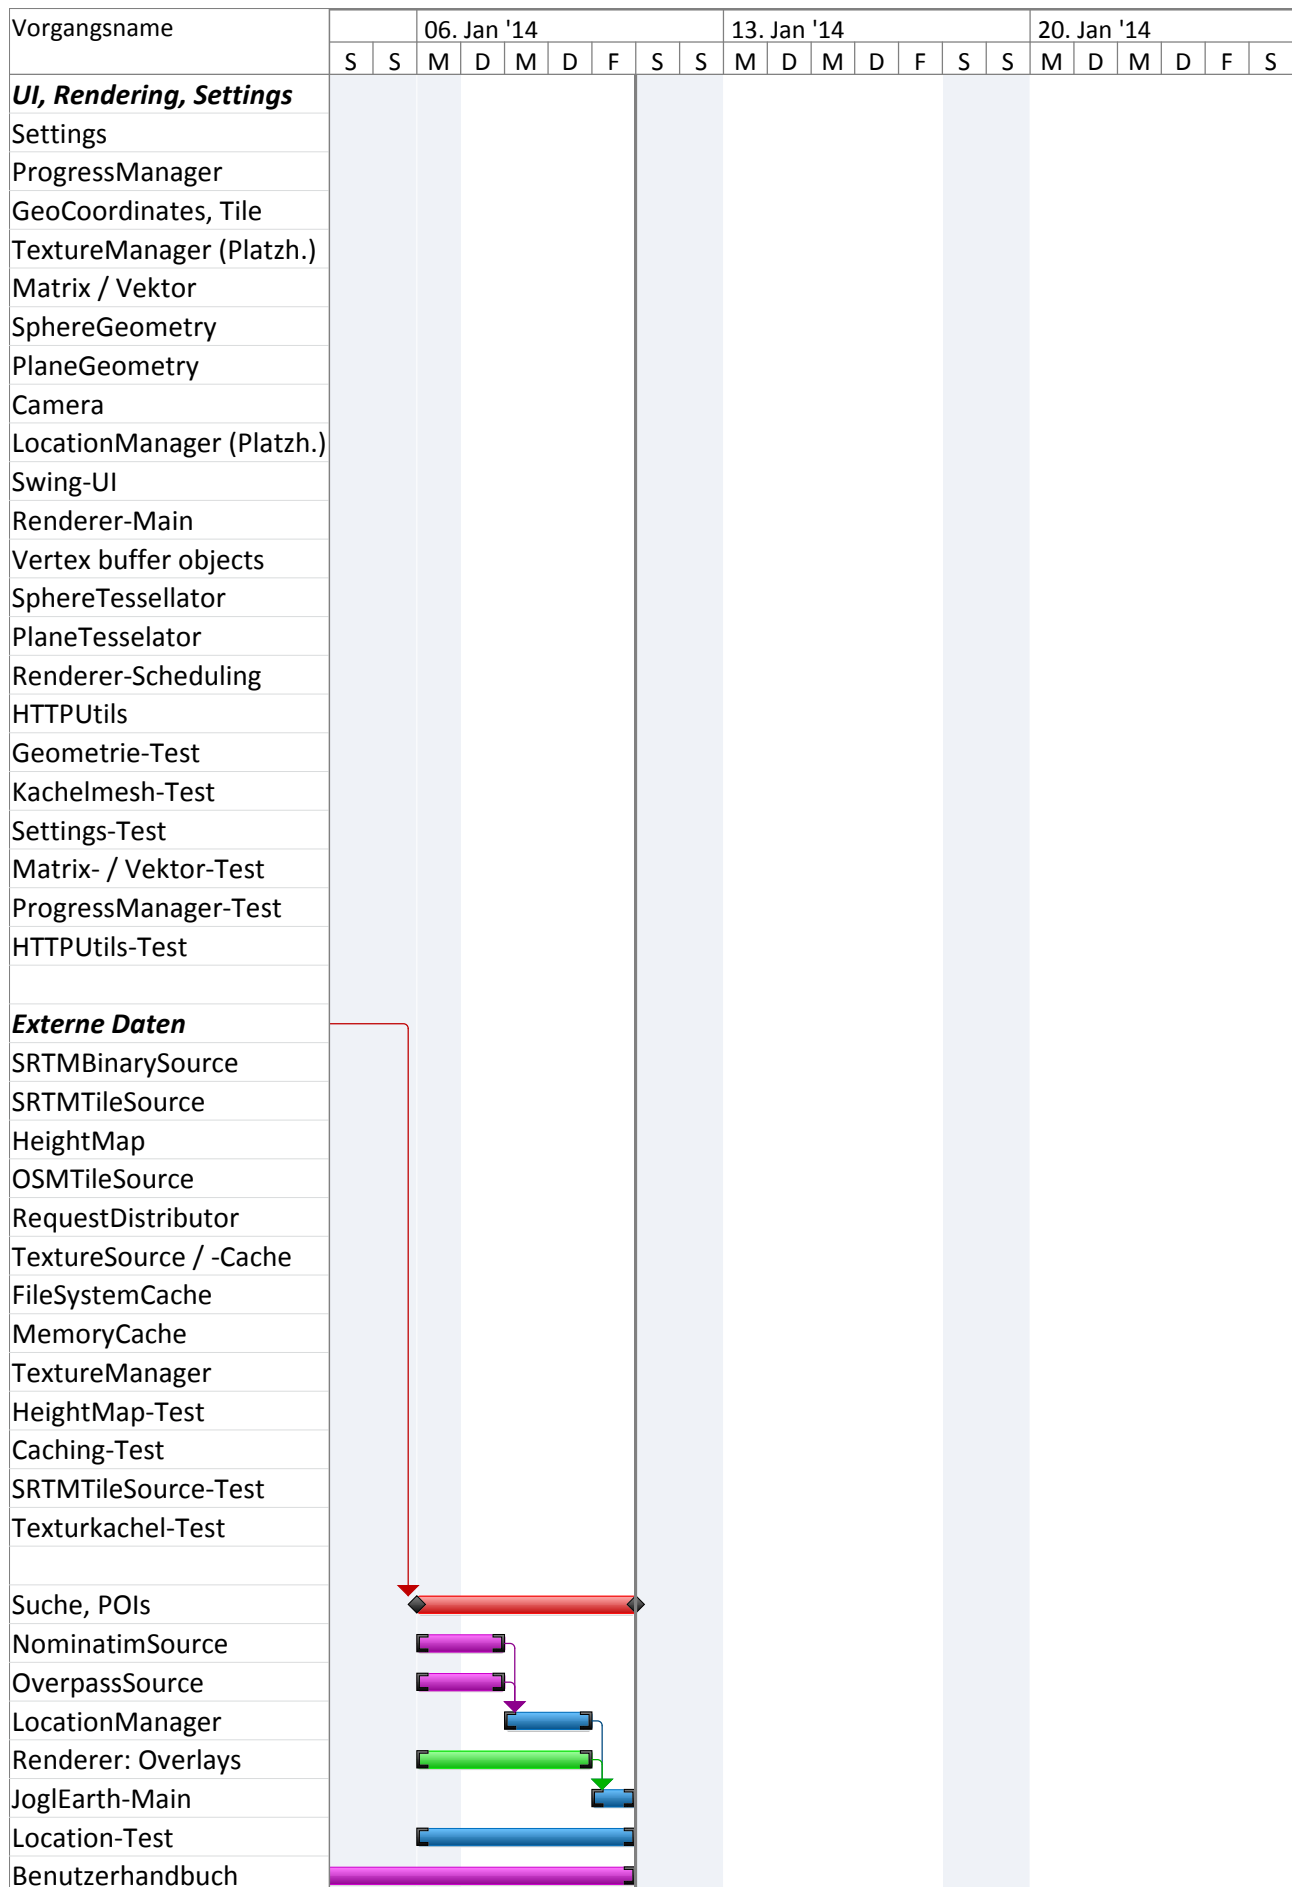 Vorgangsname
06. Jan '14 13. Jan '14 20. Jan '14
S S M D M D F S S M D M D F S S M D M D F S
UI, Rendering, Settings
Settings
ProgressManager
GeoCoordinates, Tile
TextureManager (Platzh.)
Matrix / Vektor
SphereGeometry
PlaneGeometry
Camera
LocationManager (Platzh.)
Swing-UI
Renderer-Main
Vertex buffer objects
SphereTessellator
PlaneTesselator
Renderer-Scheduling
HTTPUtils
Geometrie-Test
Kachelmesh-Test
Settings-Test
Matrix- / Vektor-Test
ProgressManager-Test
HTTPUtils-Test
Externe Daten
SRTMBinarySource
SRTMTileSource
HeightMap
OSMTileSource
RequestDistributor
TextureSource / -Cache
FileSystemCache
MemoryCache
TextureManager
HeightMap-Test
Caching-Test
SRTMTileSource-Test
Texturkachel-Test
Suche, POIs
NominatimSource
OverpassSource
LocationManager
Renderer: Overlays
JoglEarth-Main
Location-Test
Benutzerhandbuch